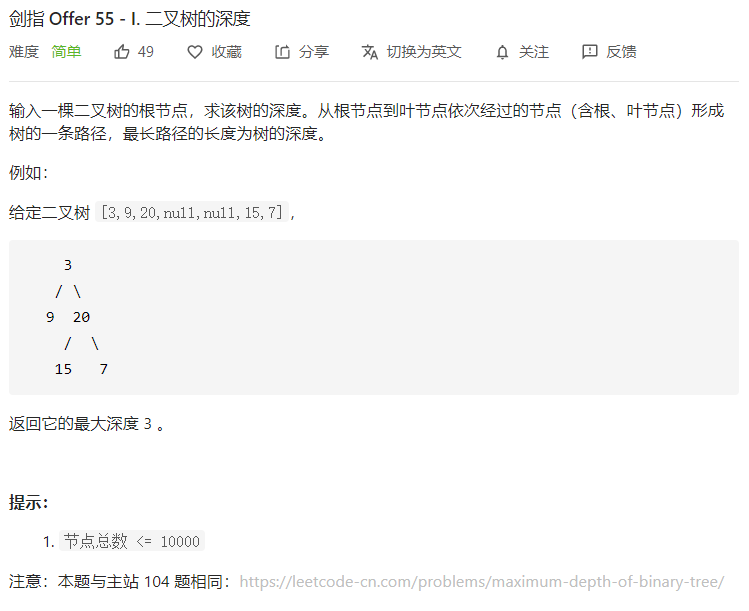 剑指 Offer 55 - I. 二叉树的深度
难度 简单 49 收藏 分享 切换为英文 关注 反馈
输入一棵二叉树的根节点，求该树的深度。从根节点到叶节点依次经过的节点（含根、叶节点）形成
树的一条路径，最长路径的长度为树的深度。
例如：
给定二叉树 [3,9,20,null,null,15,7]，
3
/ \
9 20
/ \
15 7
返回它的最大深度 3 。
提示：
1. 节点总数 <= 10000
注意：本题与主站 104 题相同：https://leetcode-cn.com/problems/maximum-depth-of-binary-tree/